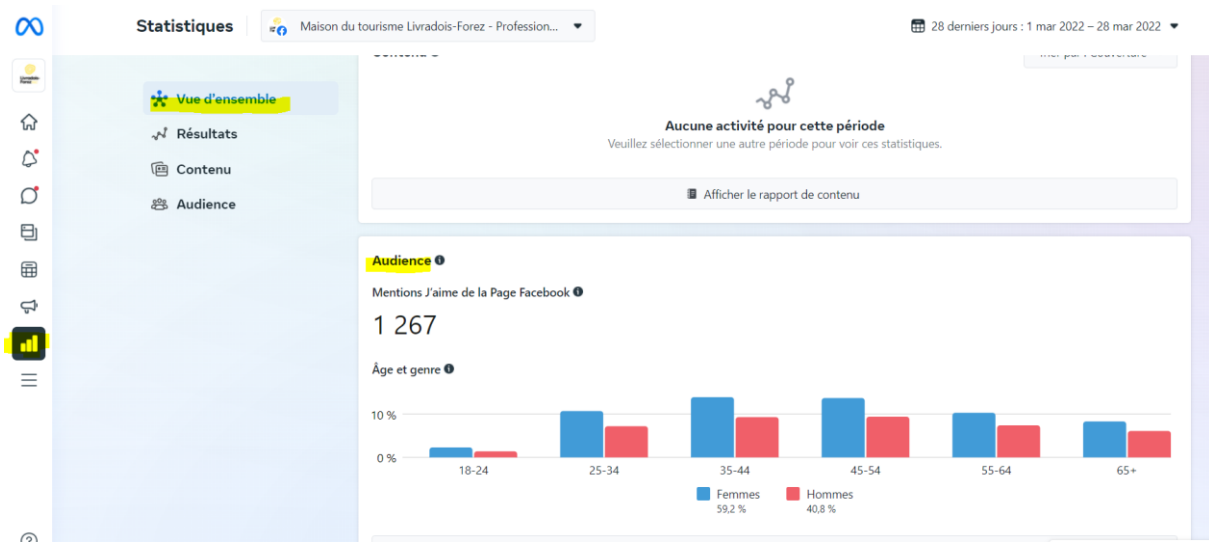 Statistiques
Maison du tourisme Livradois-Forez - Profession...
28 derniers jours : 1 mar 2022 – 28 mar 2022
Vue d'ensemble
Résultats
Contenu
Audience
Aucune activité pour cette période
Veuillez sélectionner une autre période pour voir ces statistiques.
Afficher le rapport de contenu
Audience
Mentions J'aime de la Page Facebook
1 267
Âge et genre
10 %
0 %
18-24 25-34 35-44 45-54 55-64 65+
Femmes Hommes
59,2 % 40,8 %